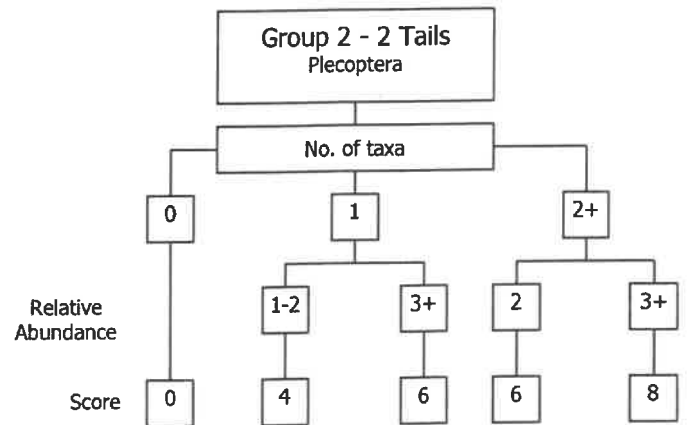 Group 2 - 2 Tails
Plecoptera
No. of taxa
0 1 2+
Relative
Abundance
1-2 3+ 2 3+
Score 0 4 6 6 8